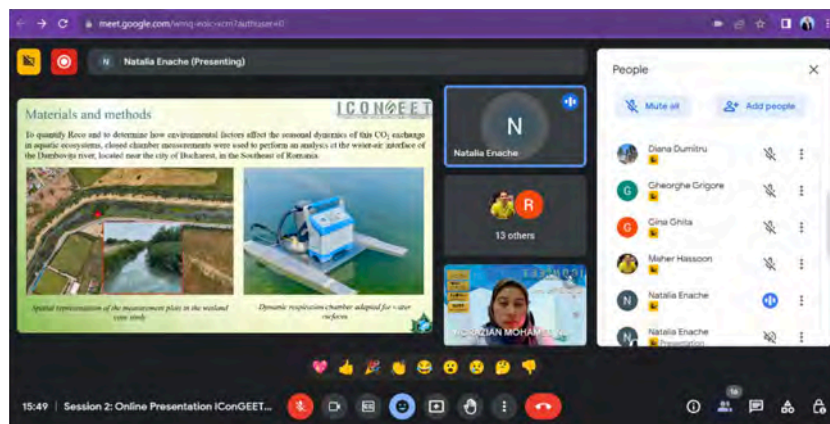 meet.google.com/
N Natalia Enache (Presenting)
Materials and methods
ICONGEET
To quantify Reco and to determine how environmental factors affect the seasonal dynamics of this CO₂ exchange
in aquatic ecosystems, closed chamber measurements were used to perform an analysis at the water-air interface of
the Dambovita river, located near the city of Bucharest, in the Southeast of Romania.
Spatial representation of the measurement plots in the wetland
case study
Dynamic respiration chamber adapted for water
surfaces
N
Natalia Enache
R
13 others
ICONGEET
NORAZIAN MOHAM
People
Mute all
Add people
Diana Dumitru
G Gheorghe Grigore
G Gina Ghita
Maher Hassoon
N Natalia Enache
N Natalia Enache
Presentation
15:49 | Session 2: Online Presentation IConGEET...
16